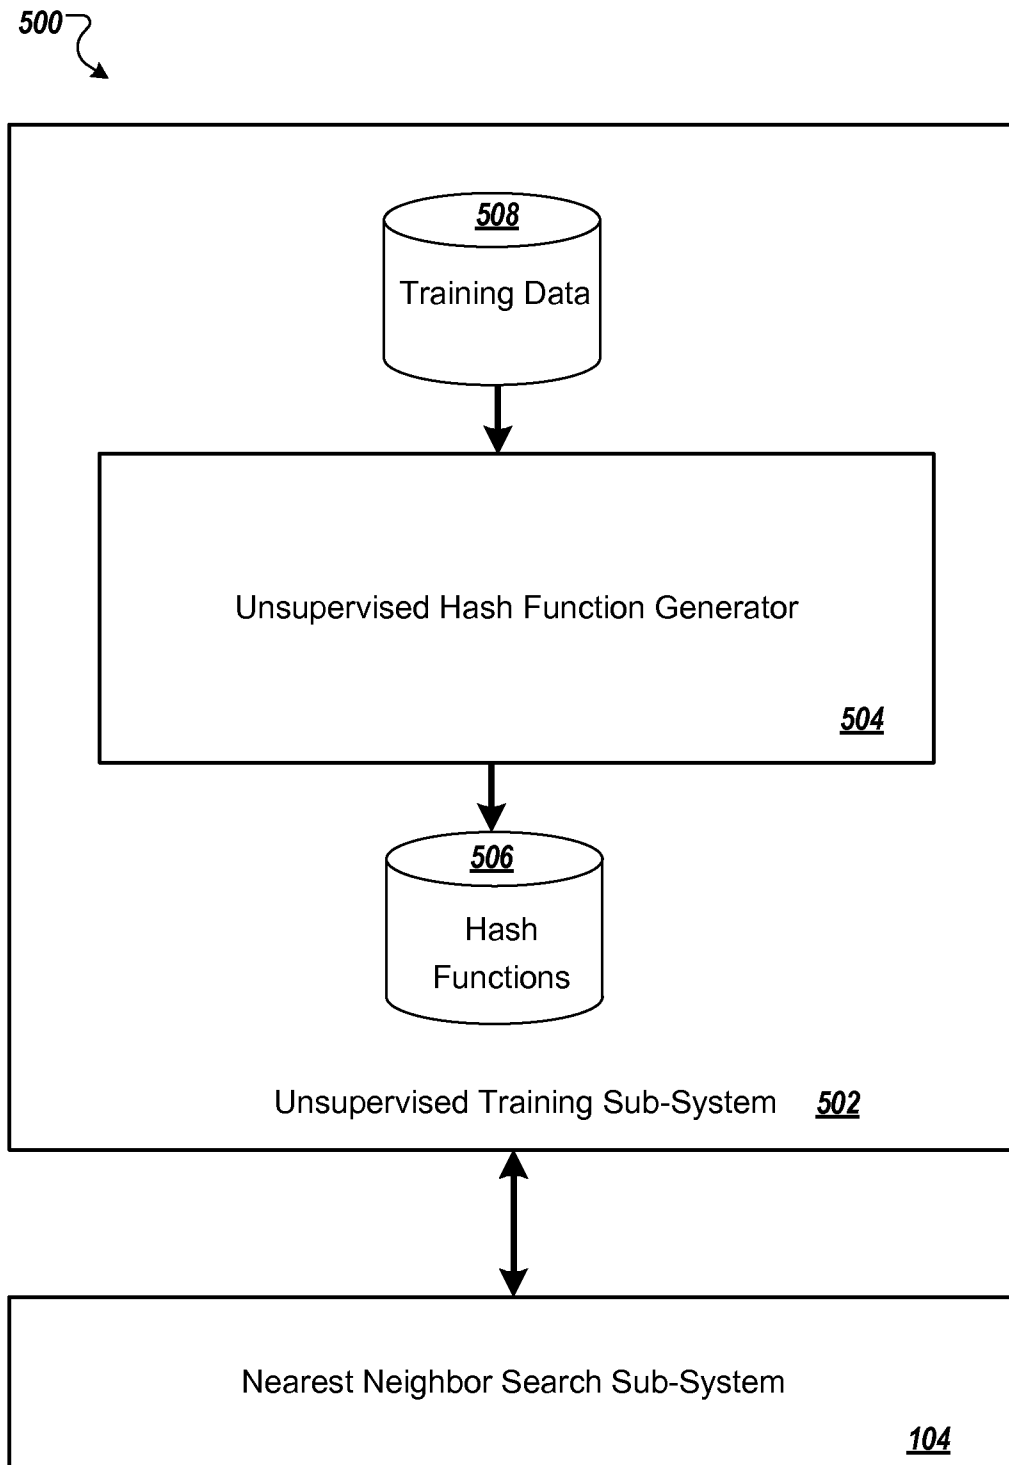 500
508
Training Data
Unsupervised Hash Function Generator
504
506
Hash
Functions
Unsupervised Training Sub-System 502
Nearest Neighbor Search Sub-System
104